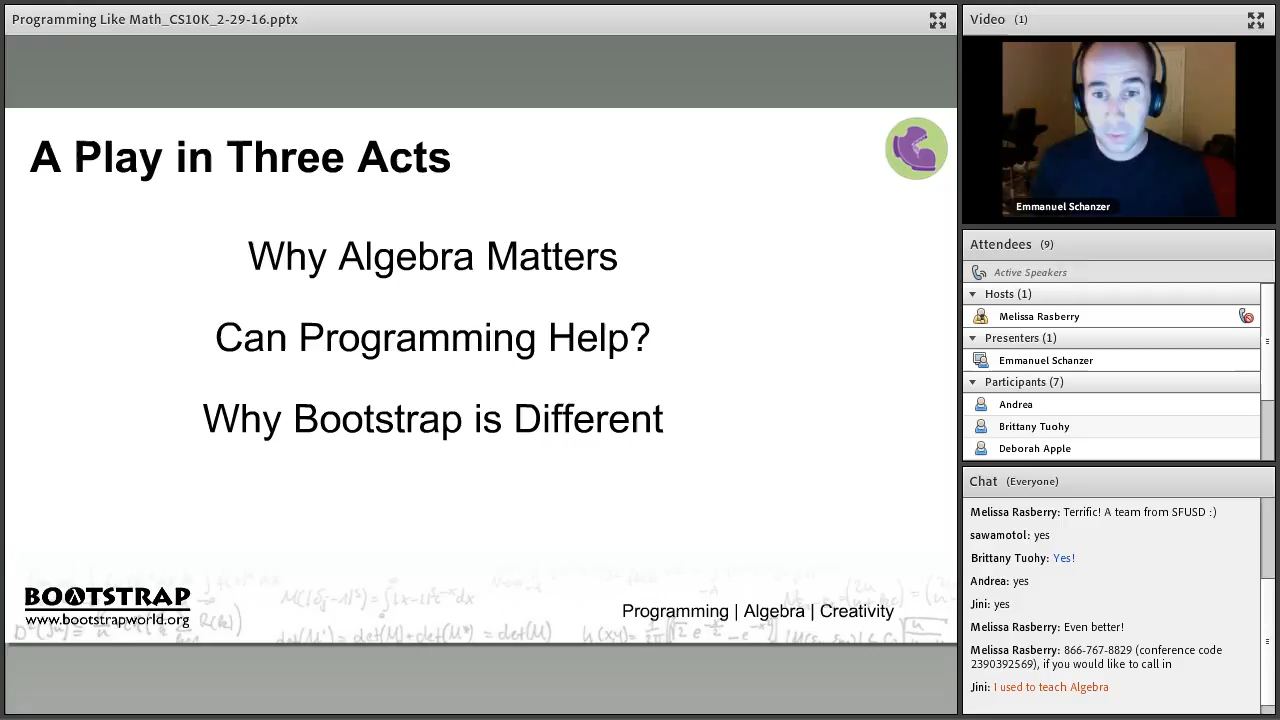 Programming Like Math_CS10K_2-29-16.pptx
A Play in Three Acts
Why Algebra Matters
Can Programming Help?
Why Bootstrap is Different
BOOTSTRAP
www.bootstrapworld.org
Programming | Algebra | Creativity
Video (1)
Emmanuel Schanzer
Attendees (9)
Active Speakers
Hosts (1)
Melissa Rasberry
Presenters (1)
Emmanuel Schanzer
Participants (7)
Andrea
Brittany Tuohy
Deborah Apple
Chat (Everyone)
Melissa Rasberry: Terrific! A team from SFUSD :)
sawamotol: yes
Brittany Tuohy: Yes!
Andrea: yes
Jini: yes
Melissa Rasberry: Even better!
Melissa Rasberry: 866-767-8829 (conference code
2390392569), if you would like to call in
Jini: I used to teach Algebra